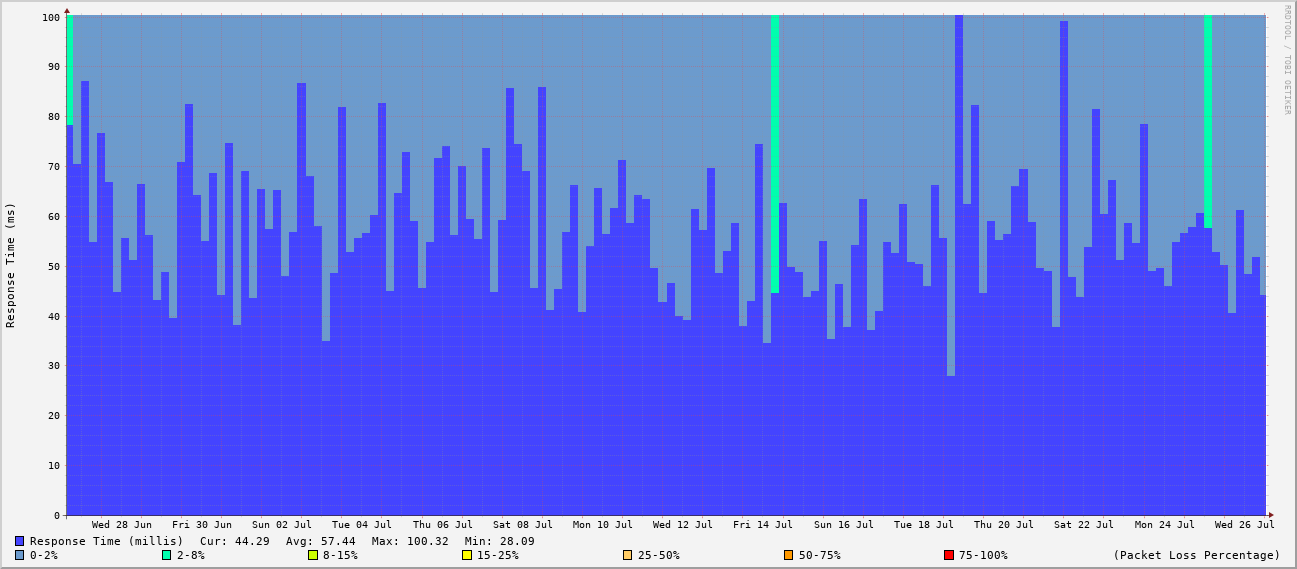 RRDTOOL / TOBI OETIKER
Response Time (ms)
100
90
80
70
60
50
40
30
20
10
0
Wed 28 Jun Fri 30 Jun Sun 02 Jul Tue 04 Jul Thu 06 Jul Sat 08 Jul Mon 10 Jul Wed 12 Jul Fri 14 Jul Sun 16 Jul Tue 18 Jul Thu 20 Jul Sat 22 Jul Mon 24 Jul Wed 26 Jul
Response Time (millis) Cur: 44.29 Avg: 57.44 Max: 100.32 Min: 28.09
0-2% 2-8% 8-15% 15-25% 25-50% 50-75% 75-100% (Packet Loss Percentage)